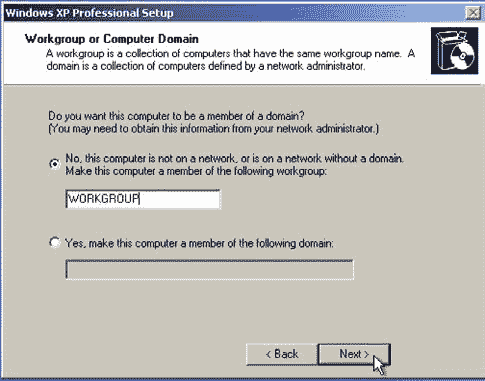 Windows XP Professional Setup
Workgroup or Computer Domain
A workgroup is a collection of computers that have the same workgroup name. A
domain is a collection of computers defined by a network administrator.
Do you want this computer to be a member of a domain?
(You may need to obtain this information from your network administrator.)
No, this computer is not on a network, or is on a network without a domain.
Make this computer a member of the following workgroup:
WORKGROUP
Yes, make this computer a member of the following domain:
< Back
Next >